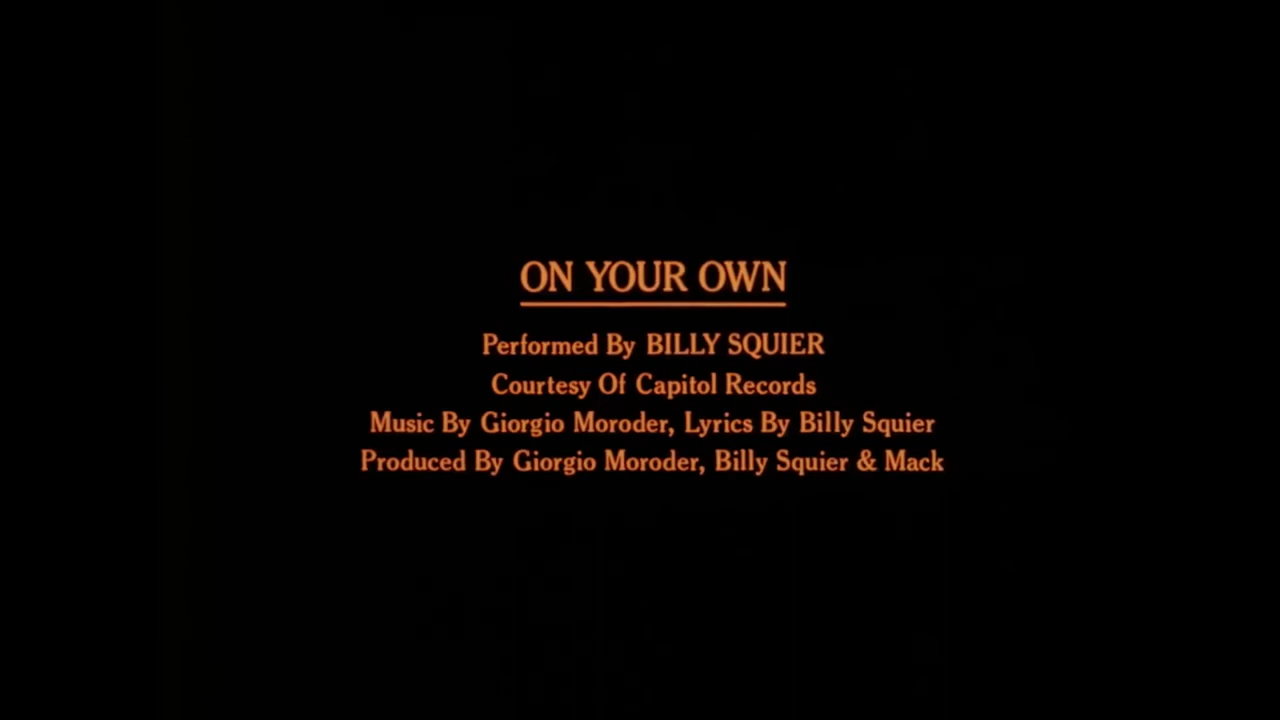 ON YOUR OWN
Performed By BILLY SQUIER
Courtesy Of Capitol Records
Music By Giorgio Moroder, Lyrics By Billy Squier
Produced By Giorgio Moroder, Billy Squier & Mack